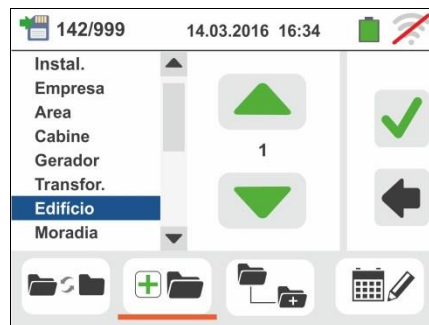 142/999 14.03.2016 16:34
Instal.
Empresa
Area
Cabine
Gerador
Transfor.
Edifício
Moradia
1